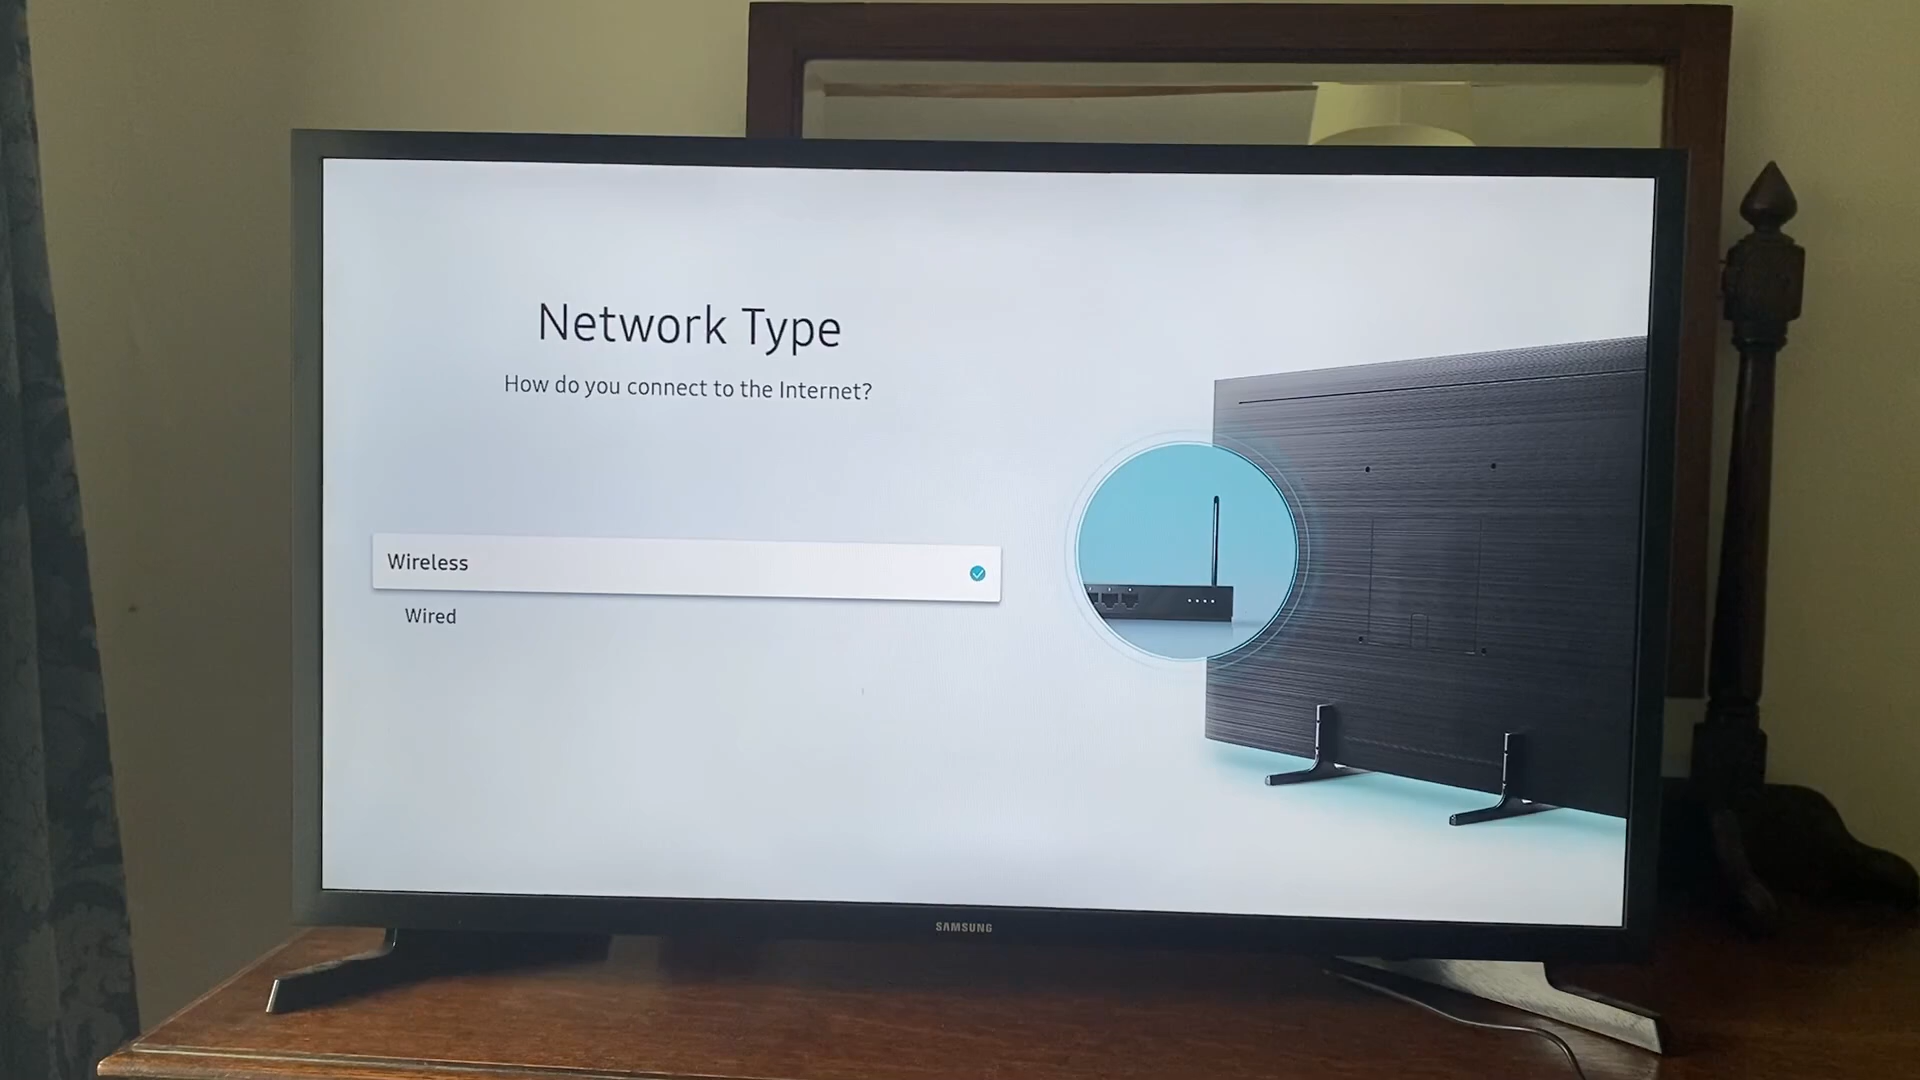 Network Type
How do you connect to the Internet?
Wireless
Wired
SAMSUNG